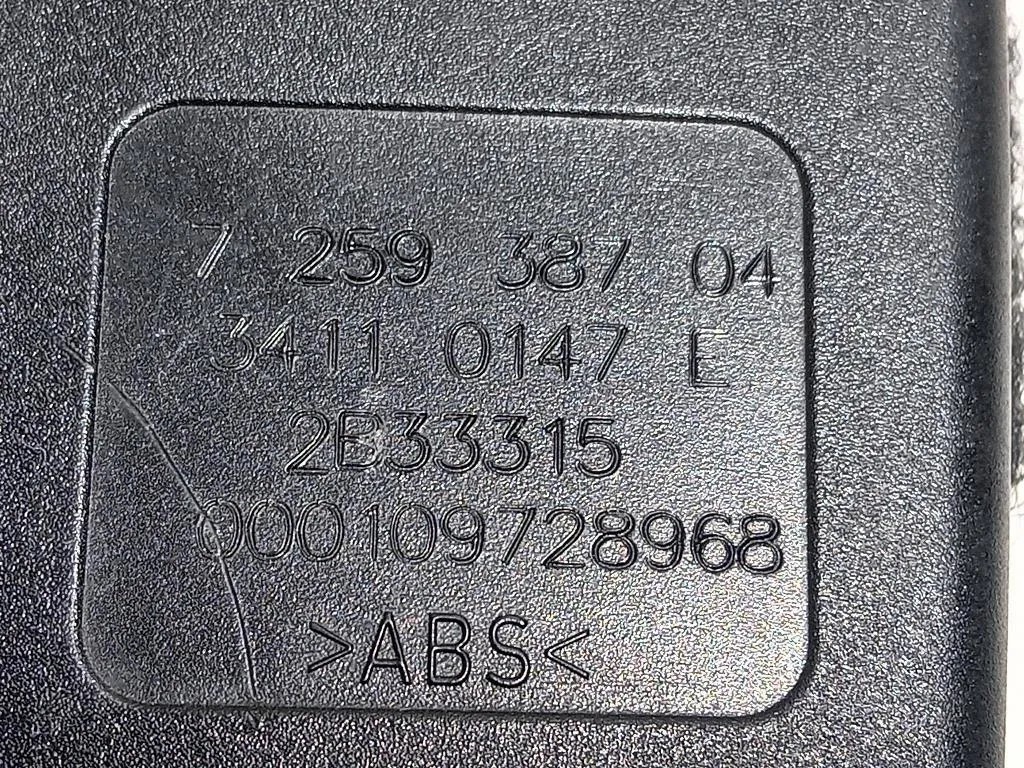 7 259 387 04
3411 0147 E
2B33315
000109728968
>ABS<